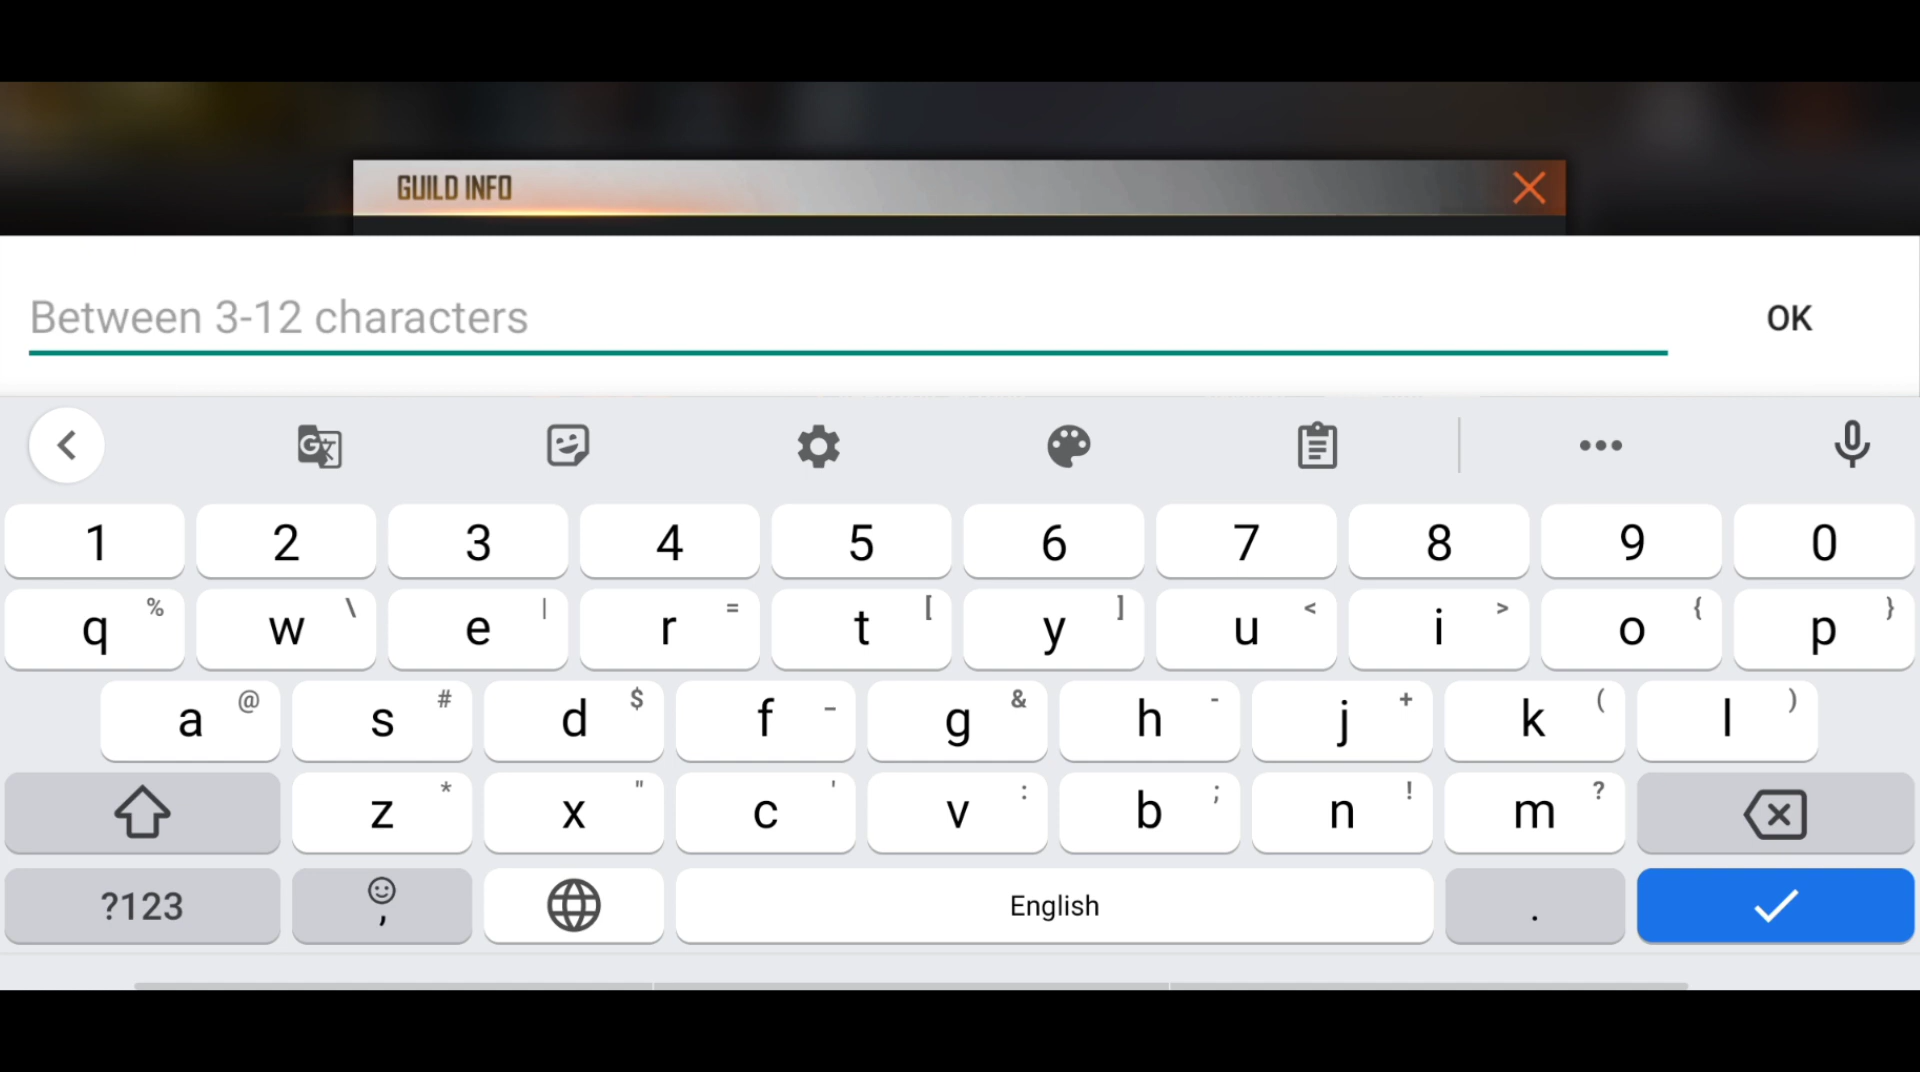 GUILD INFO
Between 3-12 characters
OK
1 2 3 4 5 6 7 8 9 0
q % w \ e | r = t [ y ] u < i > o { p }
a @ s # d $ f _ g & h - j + k ( l )
z * x " c ' v : b ; n ! m ?
?123 , English .